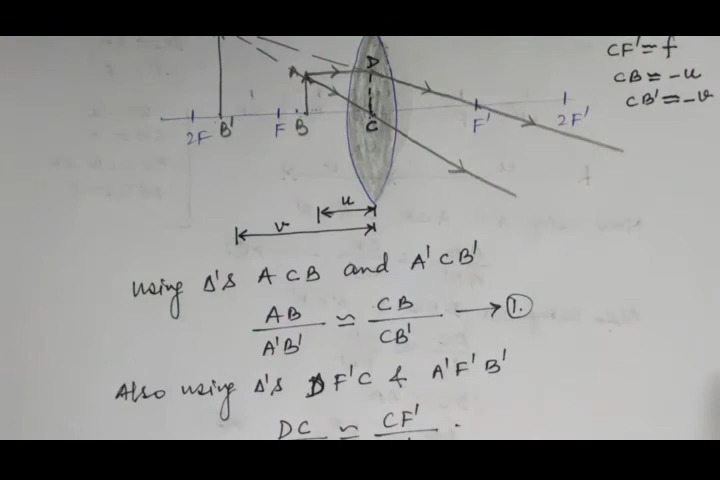 CF' = f
CB = -u
CB' = -v
A D
2F B' F B C F' 2F'
u
v
using Δ'S ACB and A'CB'
AB/A'B' ≃ CB/CB' → ①.
Also using Δ's DF'C & A'F'B'
DC ≃ CF' .